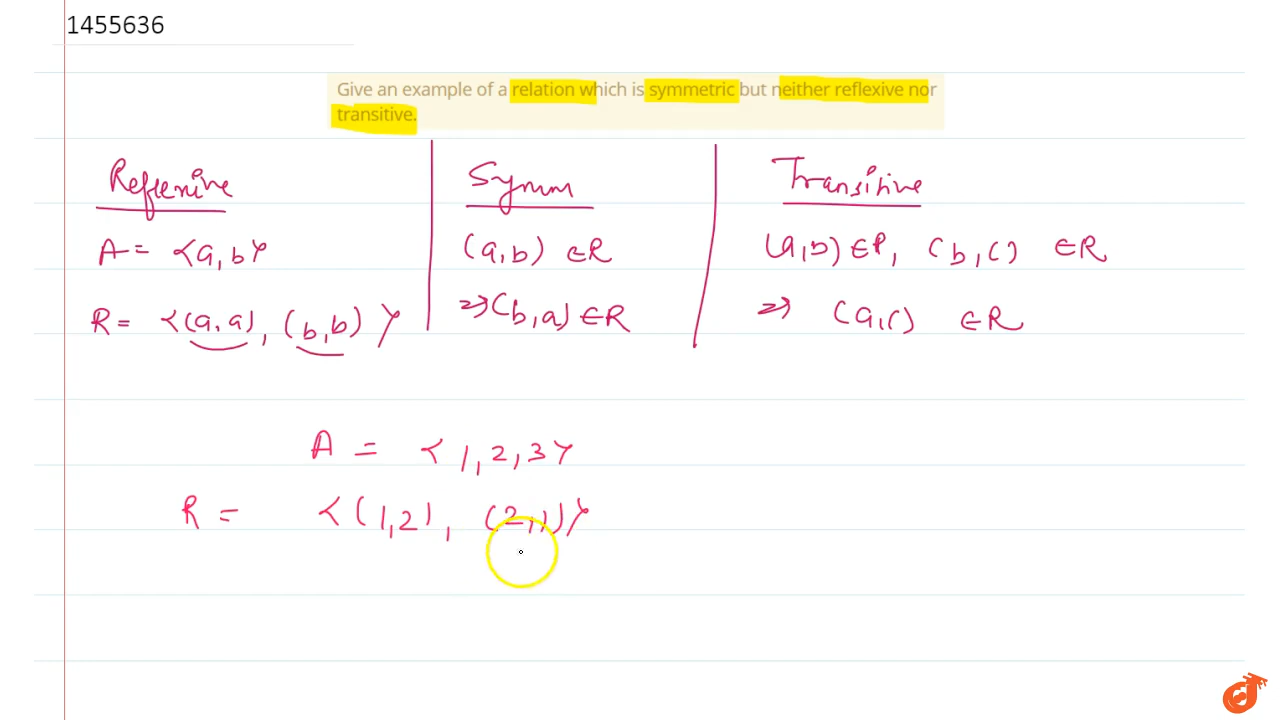 1455636
Give an example of a relation which is symmetric but neither reflexive nor
transitive.
Reflexive
Symm
Transitive
A = {a, b}
(a,b) ∈R
(a,b) ∈R, (b,c) ∈R
R = {(a,a), (b,b)}
⇒(b,a) ∈R
⇒ (a,c) ∈R
A = {1,2,3}
R = {(1,2), (2,1)}